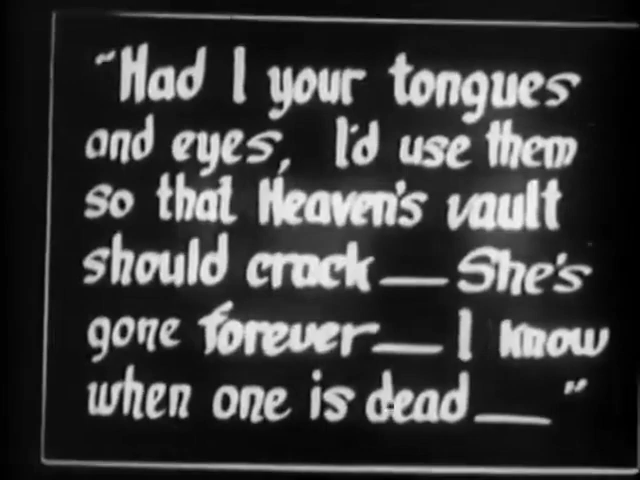 "Had I your tongues
and eyes, I'd use them
so that Heaven's vault
should crack — She's
gone forever — I know
when one is dead — "